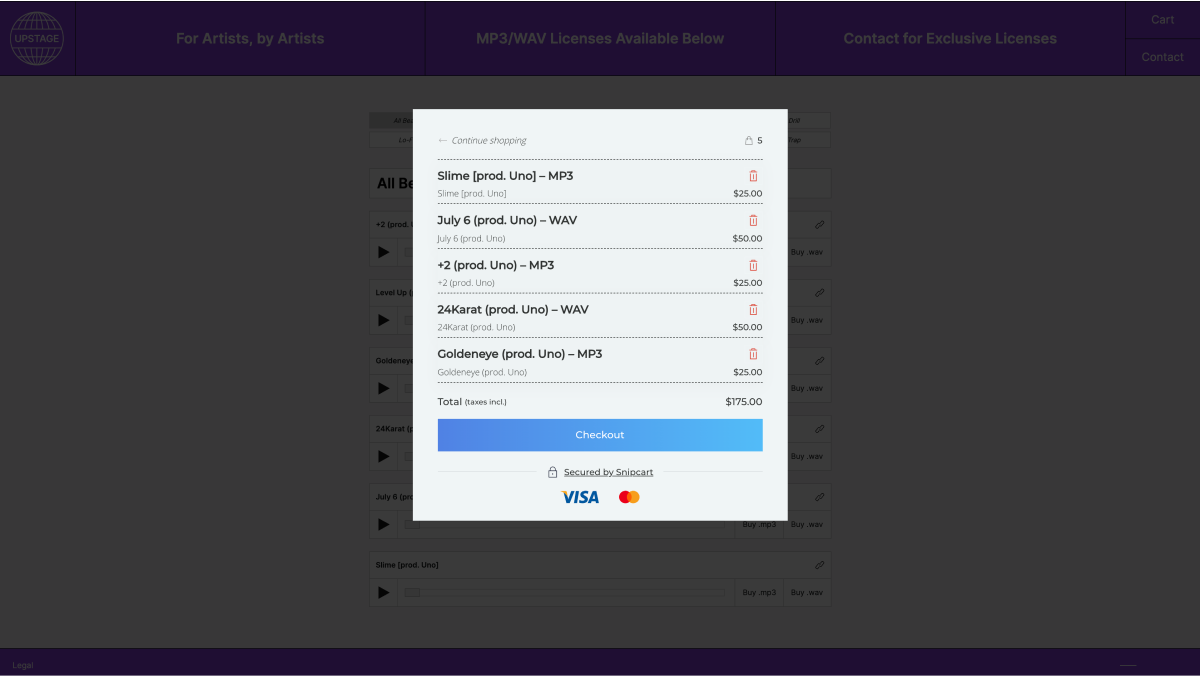 UPSTAGE
For Artists, by Artists
MP3/WAV Licenses Available Below
Contact for Exclusive Licenses
Cart
Contact
Continue shopping
5
Slime [prod. Uno] – MP3
Slime [prod. Uno]
$25.00
July 6 (prod. Uno) – WAV
July 6 (prod. Uno)
$50.00
+2 (prod. Uno) – MP3
+2 (prod. Uno)
$25.00
24Karat (prod. Uno) – WAV
24Karat (prod. Uno)
$50.00
Goldeneye (prod. Uno) – MP3
Goldeneye (prod. Uno)
$25.00
Total (taxes incl.)
$175.00
Checkout
Secured by Snipcart
VISA
All Be
+2 (prod.
Buy .wav
Level Up
Buy .wav
Goldeneye
Buy .wav
24Karat
Buy .wav
July 6
Buy .mp3
Buy .wav
Slime [prod. Uno]
Buy .mp3
Buy .wav
Legal